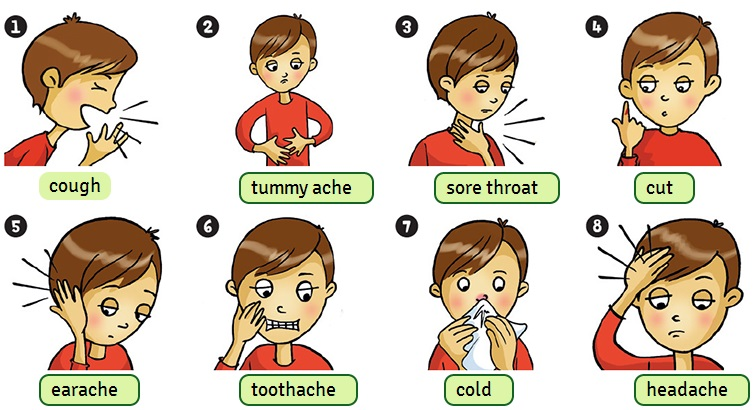 1
2
3
4
cough
tummy ache
sore throat
cut
5
6
7
8
earache
toothache
cold
headache